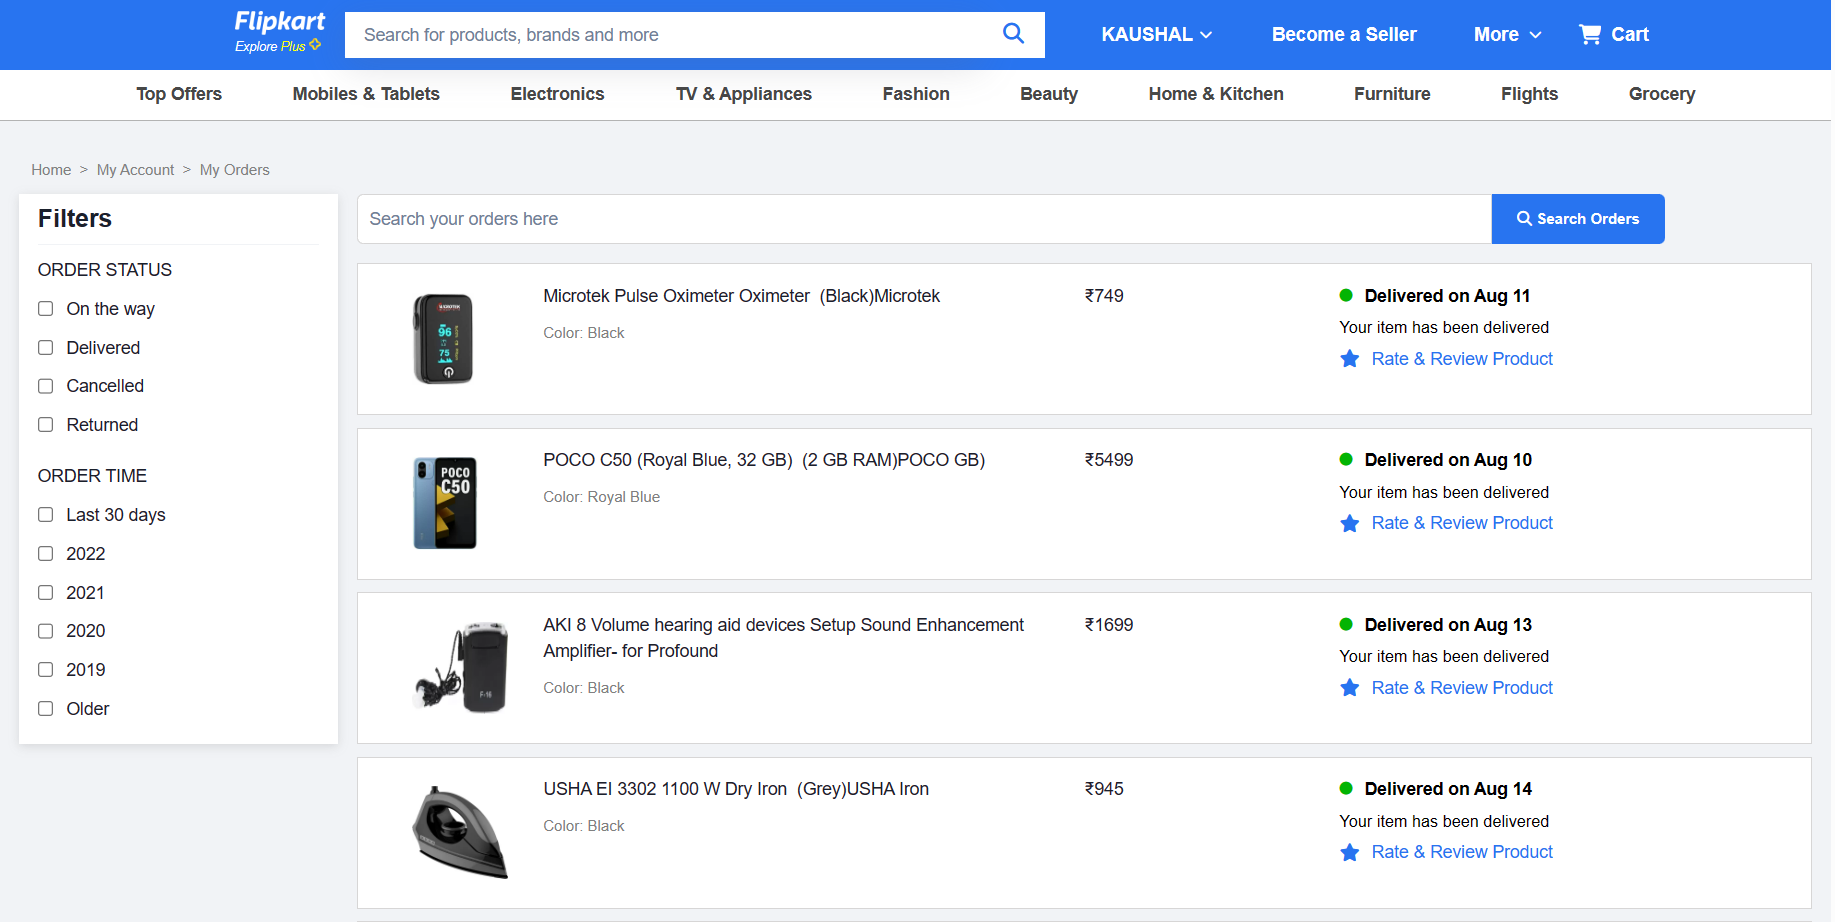 Flipkart
Explore Plus
Search for products, brands and more
KAUSHAL
Become a Seller
More
Cart
Top Offers
Mobiles & Tablets
Electronics
TV & Appliances
Fashion
Beauty
Home & Kitchen
Furniture
Flights
Grocery
Home > My Account > My Orders
Filters
ORDER STATUS
On the way
Delivered
Cancelled
Returned
ORDER TIME
Last 30 days
2022
2021
2020
2019
Older
Search your orders here
Search Orders
MICROTEK
96
75
Microtek Pulse Oximeter Oximeter (Black)Microtek
Color: Black
₹749
Delivered on Aug 11
Your item has been delivered
Rate & Review Product
POCO
C50
POCO C50 (Royal Blue, 32 GB) (2 GB RAM)POCO GB)
Color: Royal Blue
₹5499
Delivered on Aug 10
Your item has been delivered
Rate & Review Product
F-16
AKI 8 Volume hearing aid devices Setup Sound Enhancement
Amplifier- for Profound
Color: Black
₹1699
Delivered on Aug 13
Your item has been delivered
Rate & Review Product
USHA EI 3302 1100 W Dry Iron (Grey)USHA Iron
Color: Black
₹945
Delivered on Aug 14
Your item has been delivered
Rate & Review Product